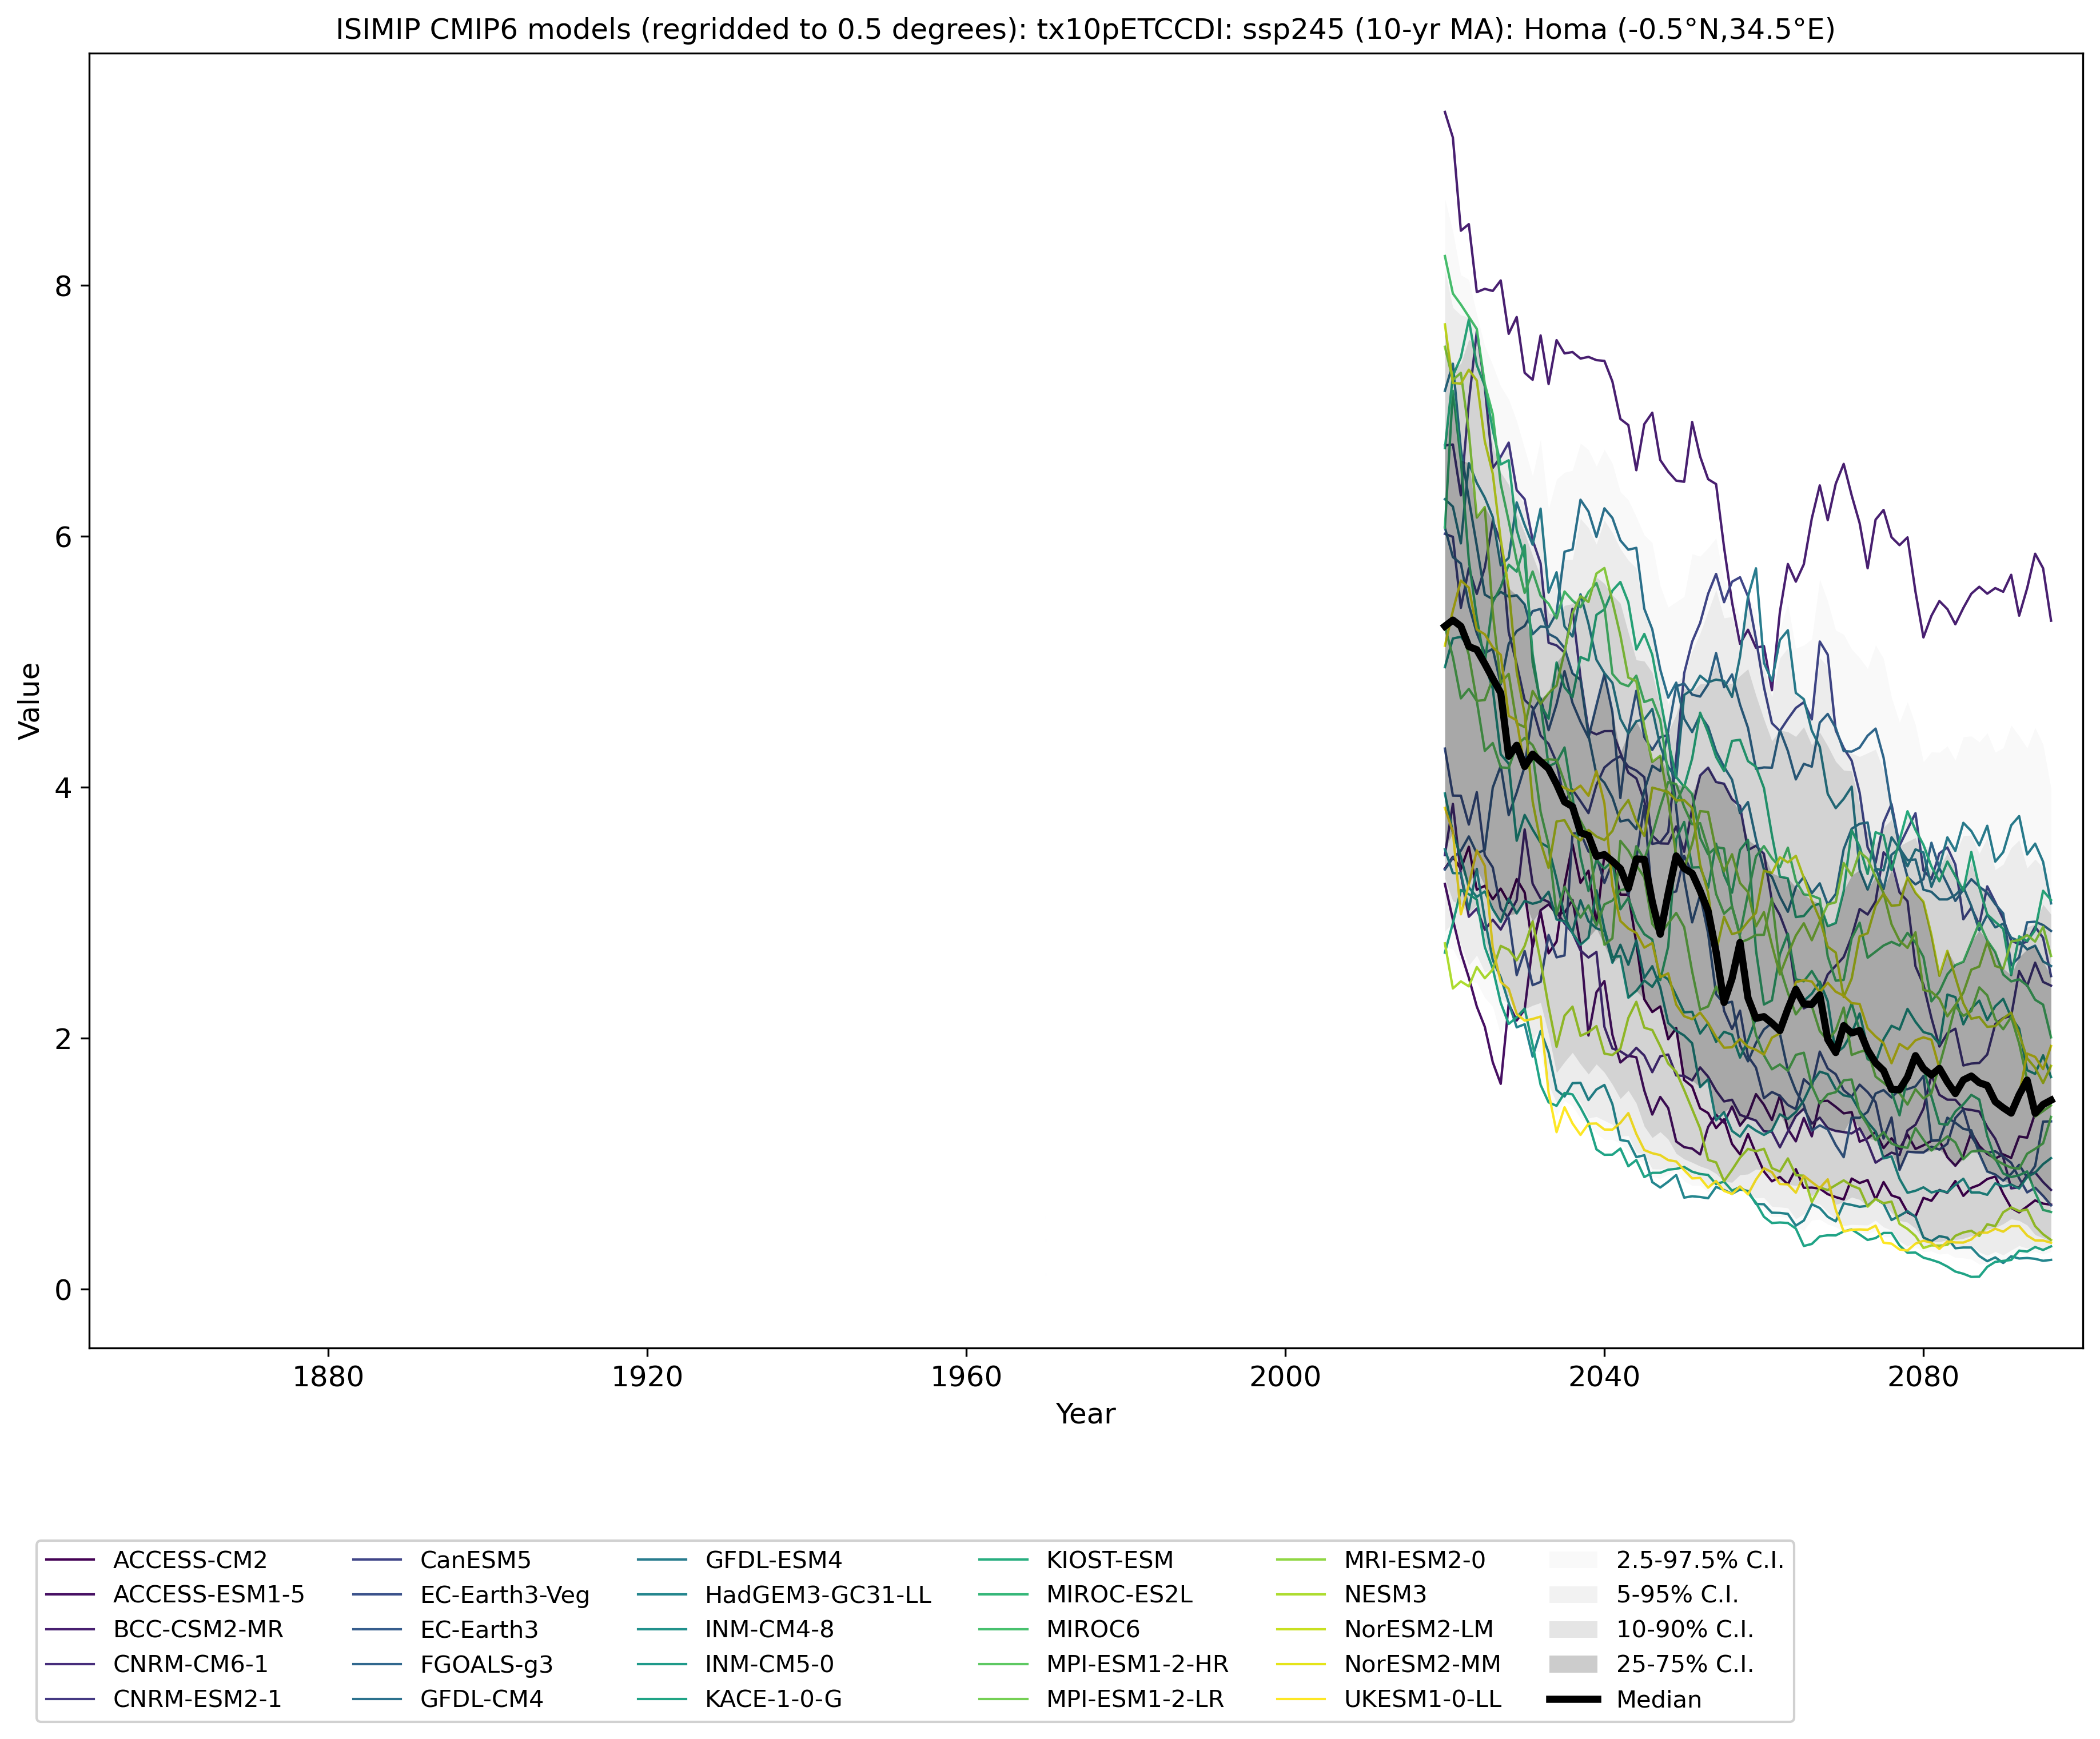 ISIMIP CMIP6 models (regridded to 0.5 degrees): tx10pETCCDI: ssp245 (10-yr MA): Homa (-0.5°N,34.5°E)
8
6
4
2
0
Value
1880 1920 1960 2000 2040 2080
Year
ACCESS-CM2 CanESM5 GFDL-ESM4 KIOST-ESM MRI-ESM2-0 2.5-97.5% C.I.
ACCESS-ESM1-5 EC-Earth3-Veg HadGEM3-GC31-LL MIROC-ES2L NESM3 5-95% C.I.
BCC-CSM2-MR EC-Earth3 INM-CM4-8 MIROC6 NorESM2-LM 10-90% C.I.
CNRM-CM6-1 FGOALS-g3 INM-CM5-0 MPI-ESM1-2-HR NorESM2-MM 25-75% C.I.
CNRM-ESM2-1 GFDL-CM4 KACE-1-0-G MPI-ESM1-2-LR UKESM1-0-LL Median